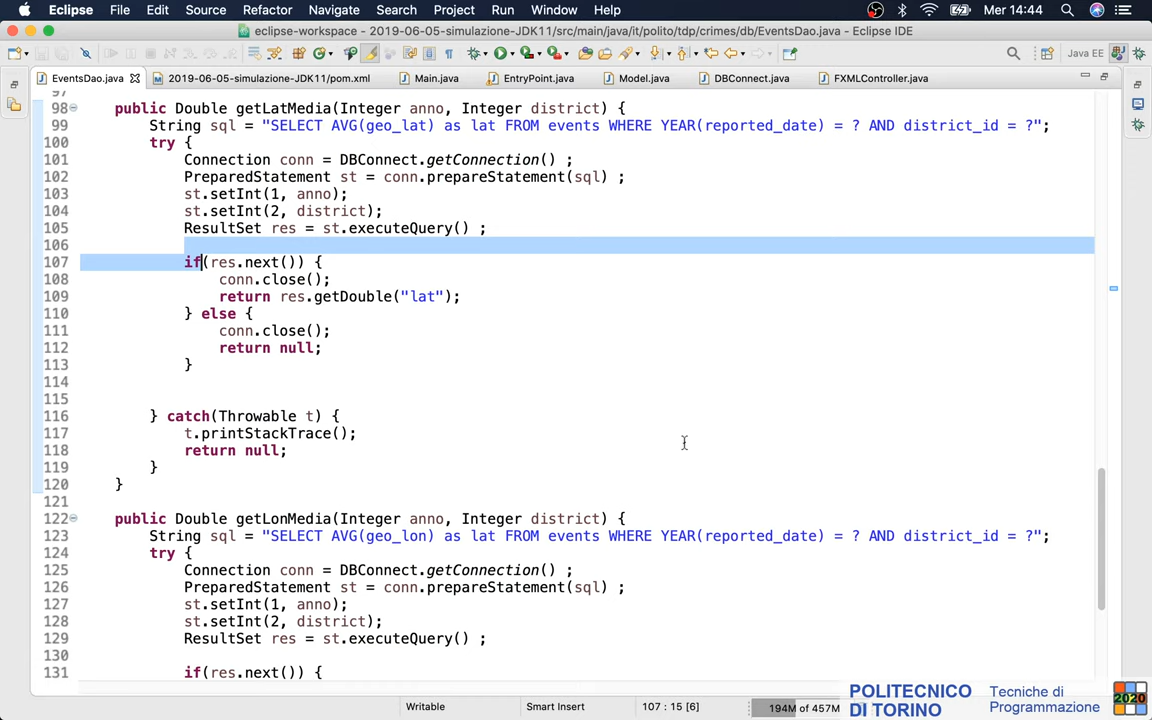 Eclipse File Edit Source Refactor Navigate Search Project Run Window Help Mer 14:44
eclipse-workspace - 2019-06-05-simulazione-JDK11/src/main/java/it/polito/tdp/crimes/db/EventsDao.java - Eclipse IDE
Java EE
EventsDao.java 2019-06-05-simulazione-JDK11/pom.xml Main.java EntryPoint.java Model.java DBConnect.java FXMLController.java
97
98 public Double getLatMedia(Integer anno, Integer district) {
99 String sql = "SELECT AVG(geo_lat) as lat FROM events WHERE YEAR(reported_date) = ? AND district_id = ?";
100 try {
101 Connection conn = DBConnect.getConnection() ;
102 PreparedStatement st = conn.prepareStatement(sql) ;
103 st.setInt(1, anno);
104 st.setInt(2, district);
105 ResultSet res = st.executeQuery() ;
106
107 if(res.next()) {
108 conn.close();
109 return res.getDouble("lat");
110 } else {
111 conn.close();
112 return null;
113 }
114
115
116 } catch(Throwable t) {
117 t.printStackTrace();
118 return null;
119 }
120 }
121
122 public Double getLonMedia(Integer anno, Integer district) {
123 String sql = "SELECT AVG(geo_lon) as lat FROM events WHERE YEAR(reported_date) = ? AND district_id = ?";
124 try {
125 Connection conn = DBConnect.getConnection() ;
126 PreparedStatement st = conn.prepareStatement(sql) ;
127 st.setInt(1, anno);
128 st.setInt(2, district);
129 ResultSet res = st.executeQuery() ;
130
131 if(res.next()) {
Writable Smart Insert 107 : 15 [6] 194M of 457M
POLITECNICO
DI TORINO
Tecniche di
Programmazione
2020